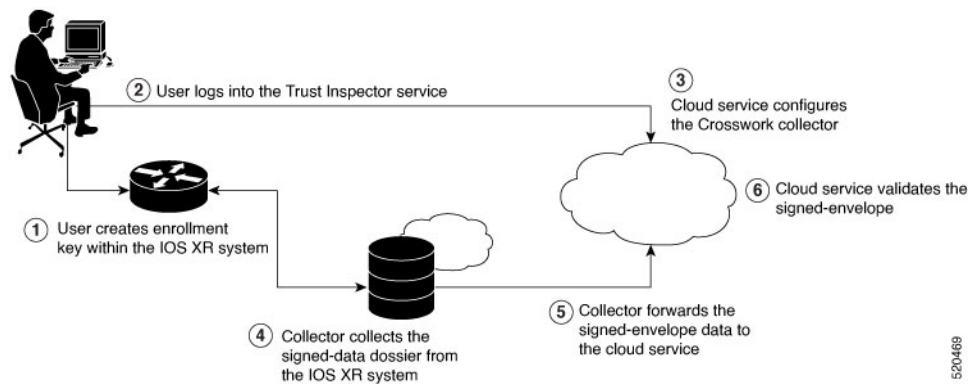 2 User logs into the Trust Inspector service
3
Cloud service configures
the Crosswork collector
6 Cloud service validates the
signed-envelope
1 User creates enrollment
key within the IOS XR system
4 Collector collects the
signed-data dossier from
the IOS XR system
5 Collector forwards the
signed-envelope data to
the cloud service
520469